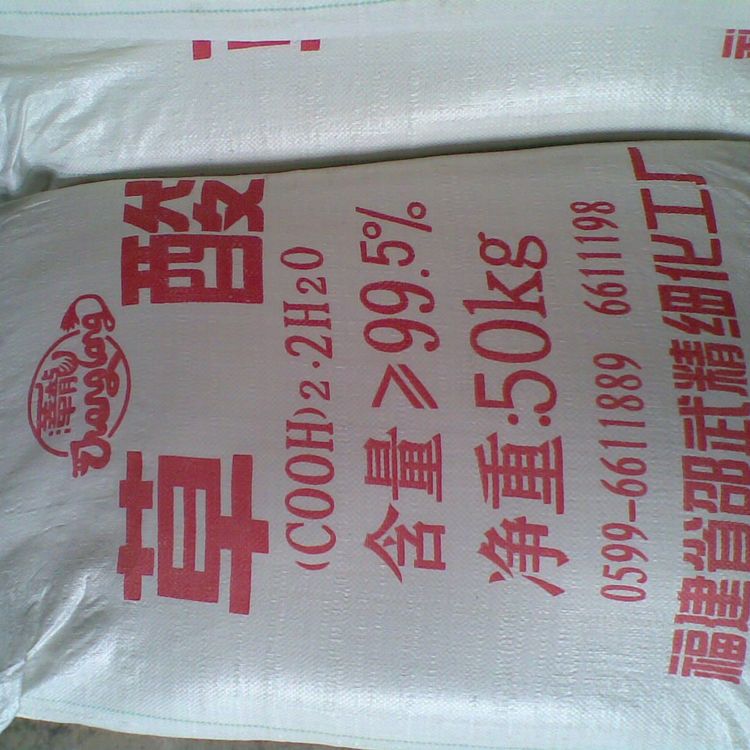 草酸
(COOH)₂·2H₂O
含量≥99.5%
净重:50kg
0599-6611889 6611198
福建省邵武精细化工厂